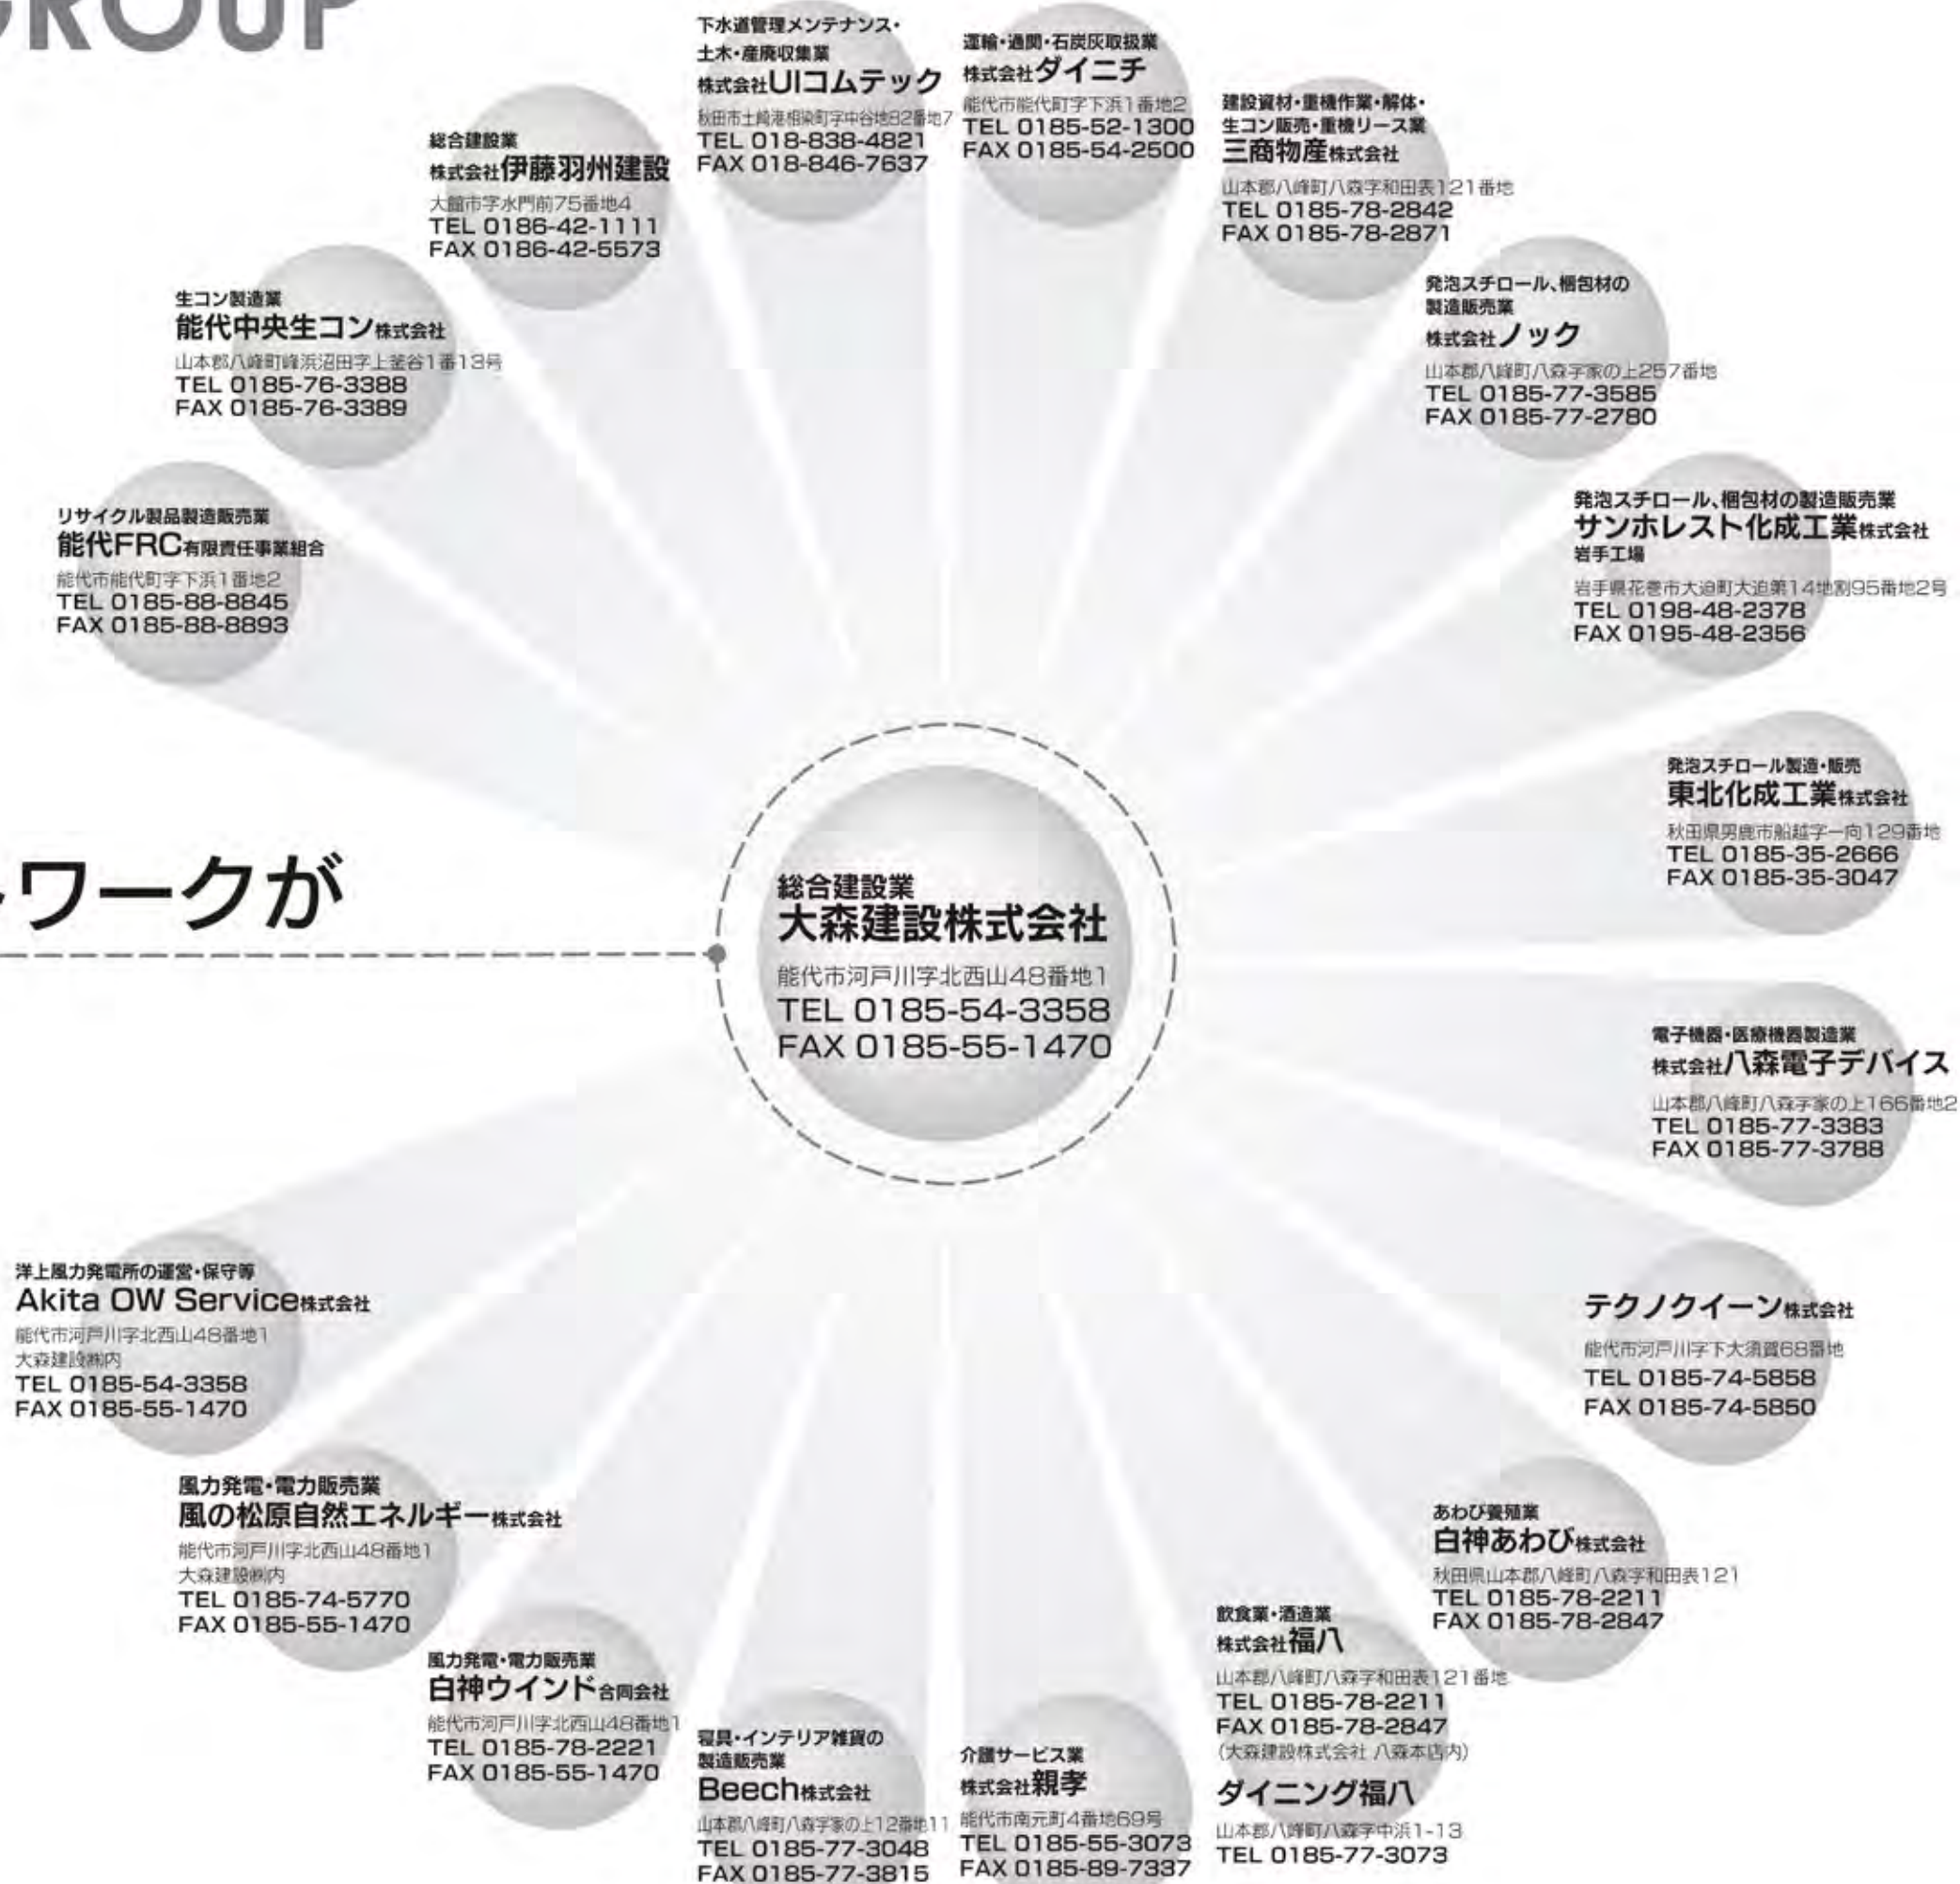 GROUP
下水道管理メンテナンス・
土木・産廃収集業
株式会社UIコムテック
秋田市土崎港相染町字中谷地82番地7
TEL 018-838-4821
FAX 018-846-7637
運輸・通関・石炭灰取扱業
株式会社ダイニチ
能代市能代町字下浜1番地2
TEL 0185-52-1300
FAX 0185-54-2500
建設資材・重機作業・解体・
生コン販売・重機リース業
三商物産株式会社
山本郡八峰町八森字和田表121番地
TEL 0185-78-2842
FAX 0185-78-2871
総合建設業
株式会社伊藤羽州建設
大館市字水門前75番地4
TEL 0186-42-1111
FAX 0186-42-5573
発泡スチロール、梱包材の
製造販売業
株式会社ノック
山本郡八峰町八森字家の上257番地
TEL 0185-77-3585
FAX 0185-77-2780
生コン製造業
能代中央生コン株式会社
山本郡八峰町峰浜沼田字上釜谷1番13号
TEL 0185-76-3388
FAX 0185-76-3389
発泡スチロール、梱包材の製造販売業
サンホレスト化成工業株式会社
岩手工場
岩手県花巻市大迫町大迫第14地割95番地2号
TEL 0198-48-2378
FAX 0195-48-2356
リサイクル製品製造販売業
能代FRC有限責任事業組合
能代市能代町字下浜1番地2
TEL 0185-88-8845
FAX 0185-88-8893
発泡スチロール製造・販売
東北化成工業株式会社
秋田県男鹿市船越字一向129番地
TEL 0185-35-2666
FAX 0185-35-3047
トワークが
総合建設業
大森建設株式会社
能代市河戸川字北西山48番地1
TEL 0185-54-3358
FAX 0185-55-1470
電子機器・医療機器製造業
株式会社八森電子デバイス
山本郡八峰町八森字家の上166番地2
TEL 0185-77-3383
FAX 0185-77-3788
洋上風力発電所の運営・保守等
Akita OW Service株式会社
能代市河戸川字北西山48番地1
大森建設㈱内
TEL 0185-54-3358
FAX 0185-55-1470
テクノクイーン株式会社
能代市河戸川字下大須賀68番地
TEL 0185-74-5858
FAX 0185-74-5850
風力発電・電力販売業
風の松原自然エネルギー株式会社
能代市河戸川字北西山48番地1
大森建設㈱内
TEL 0185-74-5770
FAX 0185-55-1470
あわび養殖業
白神あわび株式会社
秋田県山本郡八峰町八森字和田表121
TEL 0185-78-2211
FAX 0185-78-2847
風力発電・電力販売業
白神ウインド合同会社
能代市河戸川字北西山48番地1
TEL 0185-78-2221
FAX 0185-55-1470
寝具・インテリア雑貨の
製造販売業
Beech株式会社
山本郡八峰町八森字家の上12番地11
TEL 0185-77-3048
FAX 0185-77-3815
介護サービス業
株式会社親孝
能代市南元町4番地69号
TEL 0185-55-3073
FAX 0185-89-7337
飲食業・酒造業
株式会社福八
山本郡八峰町八森字和田表121番地
TEL 0185-78-2211
FAX 0185-78-2847
(大森建設株式会社 八森本店内)
ダイニング福八
山本郡八峰町八森字中浜1-13
TEL 0185-77-3073